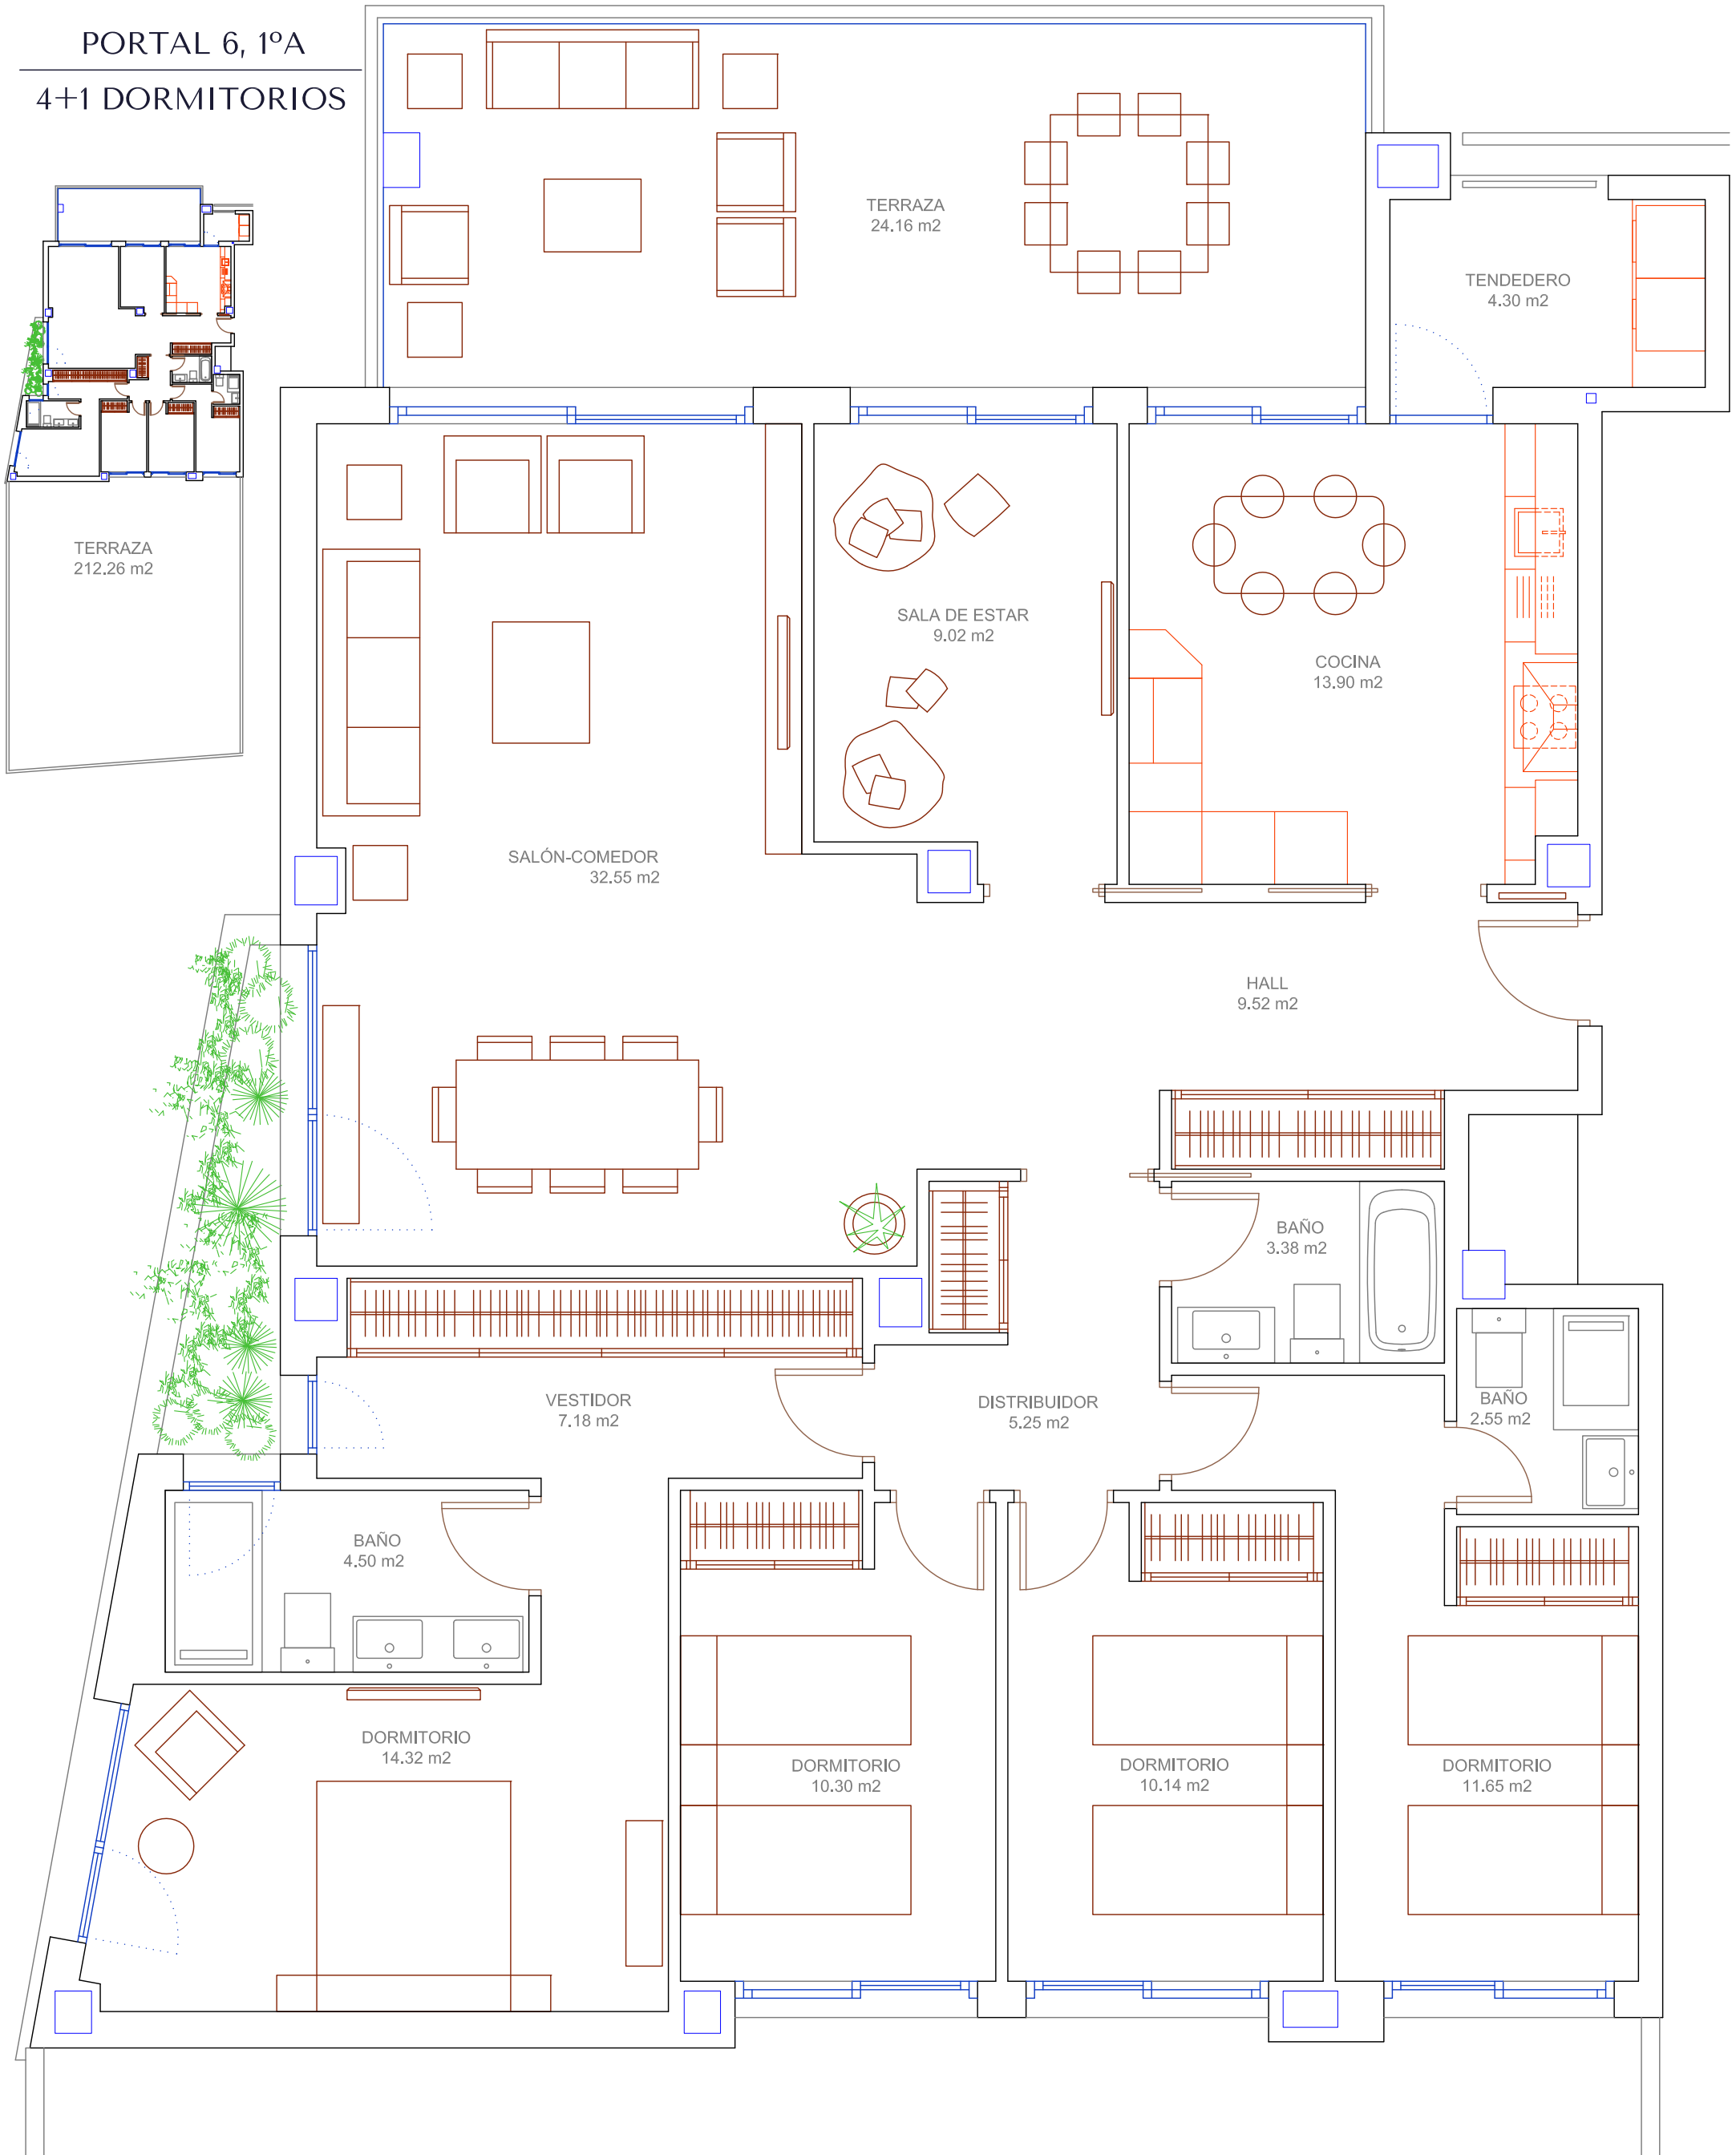 PORTAL 6, 1ºA
4+1 DORMITORIOS
TERRAZA
24.16 m2
TENDEDERO
4.30 m2
TERRAZA
212.26 m2
SALA DE ESTAR
9.02 m2
COCINA
13.90 m2
SALÓN-COMEDOR
32.55 m2
HALL
9.52 m2
BAÑO
3.38 m2
VESTIDOR
7.18 m2
DISTRIBUIDOR
5.25 m2
BAÑO
2.55 m2
BAÑO
4.50 m2
DORMITORIO
14.32 m2
DORMITORIO
10.30 m2
DORMITORIO
10.14 m2
DORMITORIO
11.65 m2